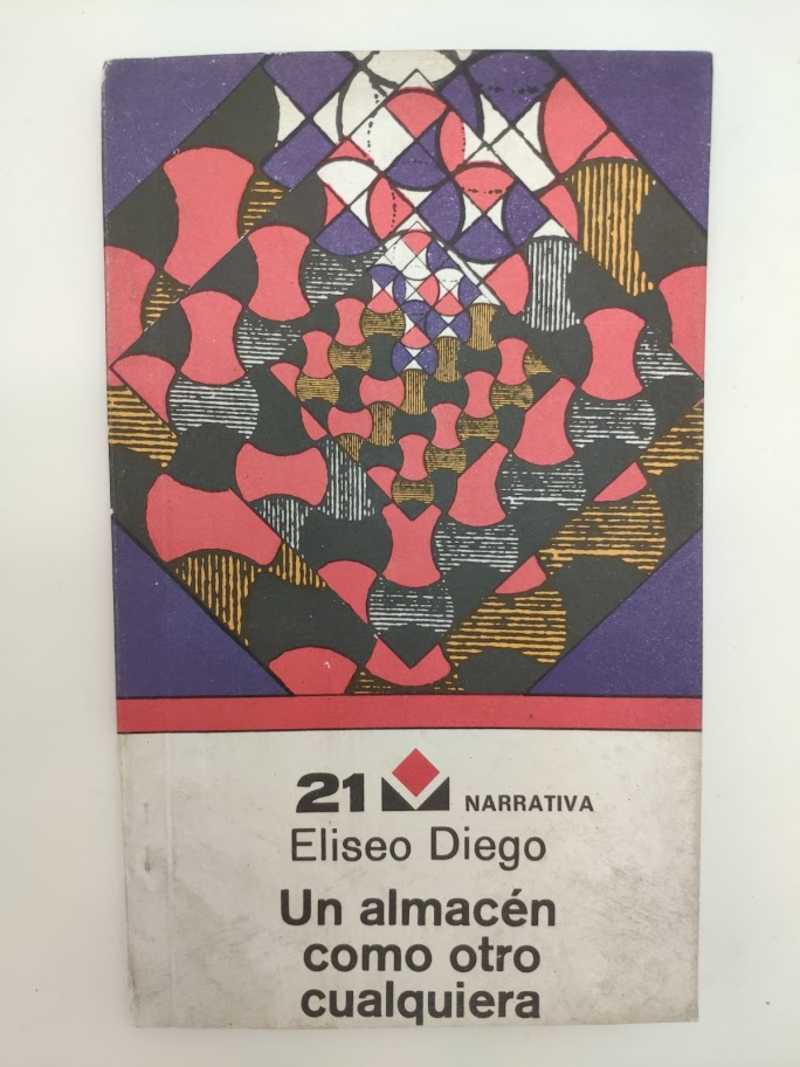 21 NARRATIVA
Eliseo Diego
Un almacén
como otro
cualquiera